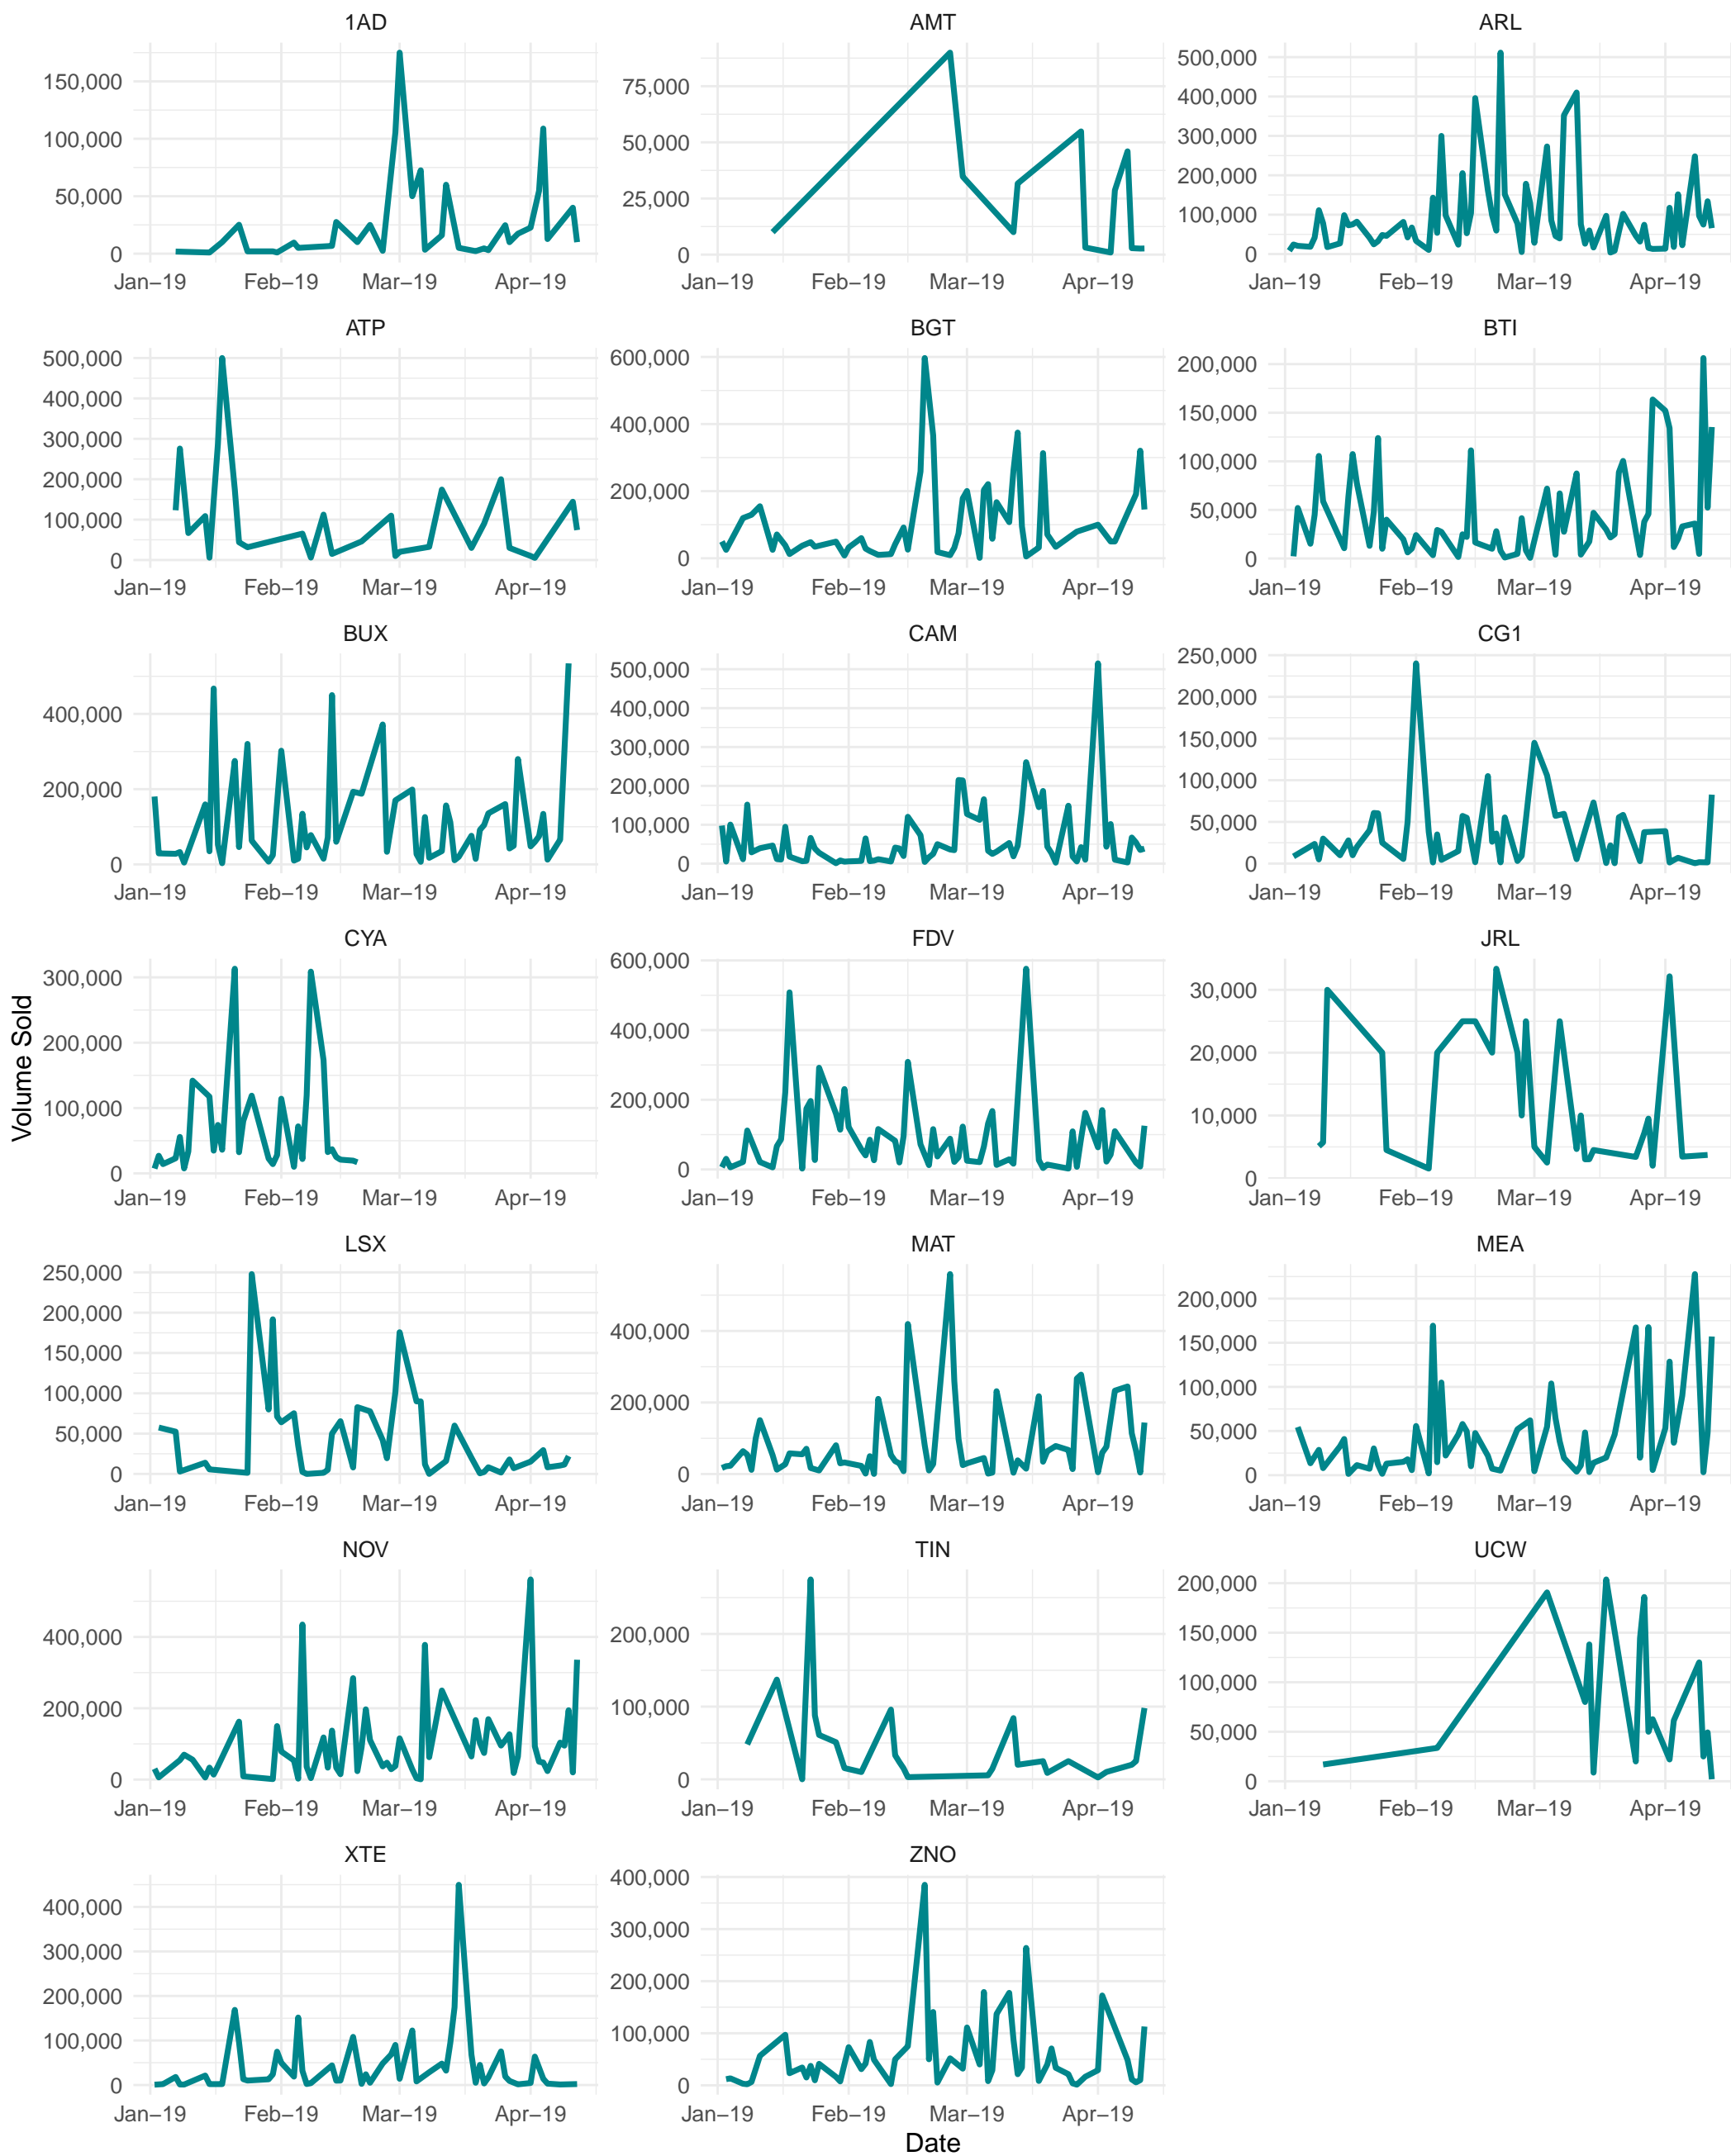 1AD
AMT
ARL
150,000
100,000
50,000
0
75,000
50,000
25,000
0
500,000
400,000
300,000
200,000
100,000
0
Jan−19 Feb−19 Mar−19 Apr−19
Jan−19 Feb−19 Mar−19 Apr−19
Jan−19 Feb−19 Mar−19 Apr−19
ATP
BGT
BTI
500,000
400,000
300,000
200,000
100,000
0
600,000
400,000
200,000
0
200,000
150,000
100,000
50,000
0
Jan−19 Feb−19 Mar−19 Apr−19
Jan−19 Feb−19 Mar−19 Apr−19
Jan−19 Feb−19 Mar−19 Apr−19
BUX
CAM
CG1
400,000
200,000
0
500,000
400,000
300,000
200,000
100,000
0
250,000
200,000
150,000
100,000
50,000
0
Jan−19 Feb−19 Mar−19 Apr−19
Jan−19 Feb−19 Mar−19 Apr−19
Jan−19 Feb−19 Mar−19 Apr−19
CYA
FDV
JRL
300,000
200,000
100,000
0
600,000
400,000
200,000
0
30,000
20,000
10,000
0
Jan−19 Feb−19 Mar−19 Apr−19
Jan−19 Feb−19 Mar−19 Apr−19
Jan−19 Feb−19 Mar−19 Apr−19
Volume Sold
LSX
MAT
MEA
250,000
200,000
150,000
100,000
50,000
0
400,000
200,000
0
200,000
150,000
100,000
50,000
0
Jan−19 Feb−19 Mar−19 Apr−19
Jan−19 Feb−19 Mar−19 Apr−19
Jan−19 Feb−19 Mar−19 Apr−19
NOV
TIN
UCW
400,000
200,000
0
200,000
100,000
0
200,000
150,000
100,000
50,000
0
Jan−19 Feb−19 Mar−19 Apr−19
Jan−19 Feb−19 Mar−19 Apr−19
Jan−19 Feb−19 Mar−19 Apr−19
XTE
ZNO
400,000
300,000
200,000
100,000
0
400,000
300,000
200,000
100,000
0
Jan−19 Feb−19 Mar−19 Apr−19
Jan−19 Feb−19 Mar−19 Apr−19
Date